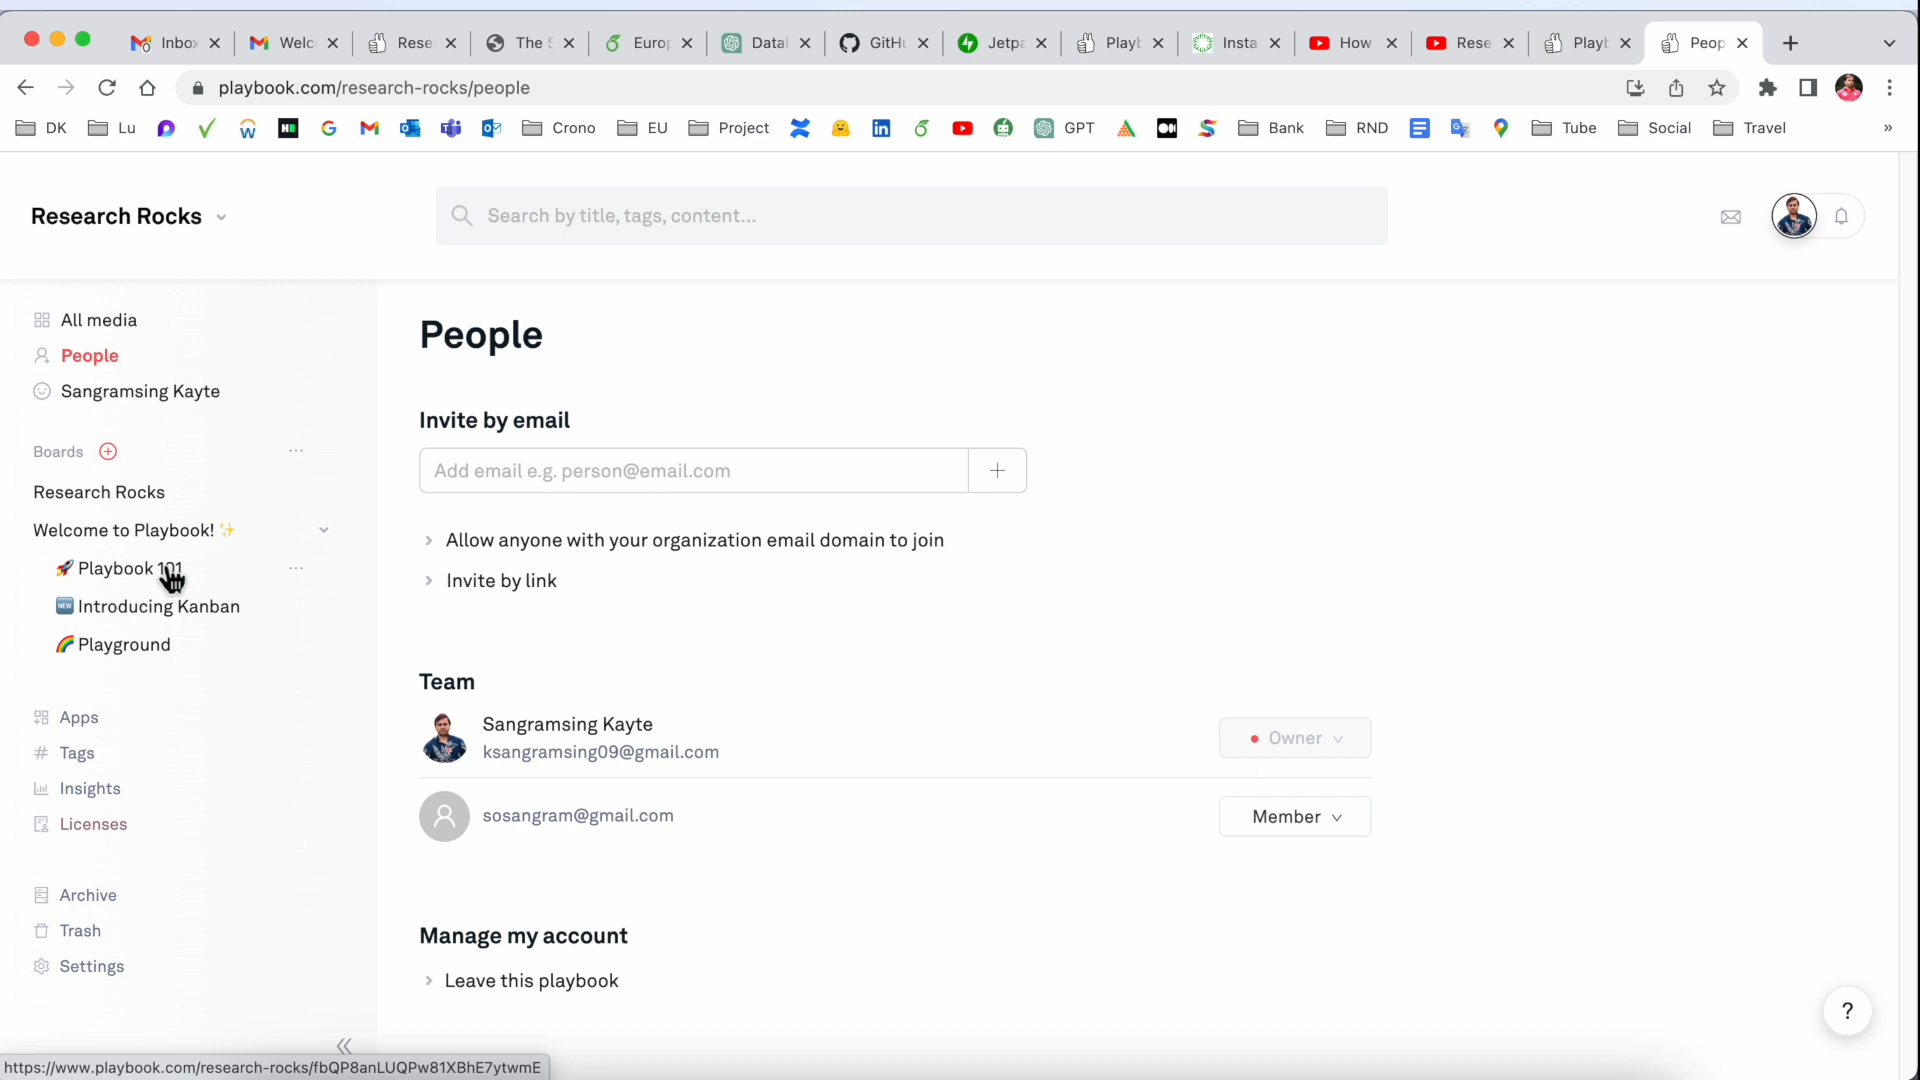 Inbox
Welc
Rese
The S
Europ
Datal
GitHu
Jetpa
Playb
Insta
How
Rese
Playb
Peop
playbook.com/research-rocks/people
DK
Lu
Crono
EU
Project
GPT
Bank
RND
Tube
Social
Travel
»
Research Rocks
Search by title, tags, content...
All media
People
Sangramsing Kayte
Boards
Research Rocks
Welcome to Playbook! ✨
🚀 Playbook 101
🆕 Introducing Kanban
🌈 Playground
Apps
Tags
Insights
Licenses
Archive
Trash
Settings
People
Invite by email
Add email e.g. person@email.com
Allow anyone with your organization email domain to join
Invite by link
Team
Sangramsing Kayte
Owner
ksangramsing09@gmail.com
sosangram@gmail.com
Member
Manage my account
Leave this playbook
?
https://www.playbook.com/research-rocks/fbQP8anLUQPw81XBhE7ytwmE